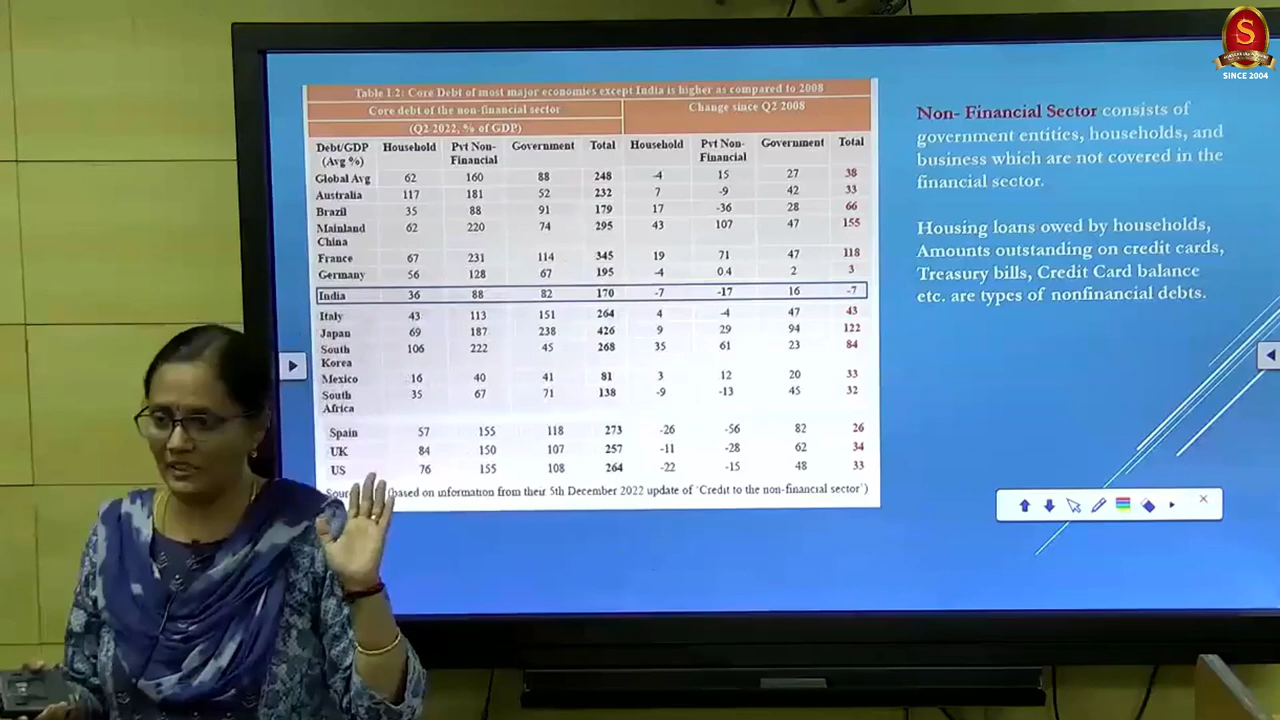 S
SINCE 2004
Table I.2: Core Debt of most major economies except India is higher as compared to 2008
Core debt of the non-financial sector Change since Q2 2008
(Q2 2022, % of GDP)
Debt/GDP Household Pvt Non- Government Total Household Pvt Non- Government Total
(Avg %) Financial Financial
Global Avg 62 160 88 248 -4 15 27 38
Australia 117 181 52 232 7 -9 42 33
Brazil 35 88 91 179 17 -36 28 66
Mainland 62 220 74 295 43 107 47 155
China
France 67 231 114 345 19 71 47 118
Germany 56 128 67 195 -4 0.4 2 3
India 36 88 82 170 -7 -17 16 -7
Italy 43 113 151 264 4 -4 47 43
Japan 69 187 238 426 9 29 94 122
South 106 222 45 268 35 61 23 84
Korea
Mexico 16 40 41 81 3 12 20 33
South 35 67 71 138 -9 -13 45 32
Africa
Spain 57 155 118 273 -26 -56 82 26
UK 84 150 107 257 -11 -28 62 34
US 76 155 108 264 -22 -15 48 33
(based on information from their 5th December 2022 update of 'Credit to the non-financial sector')
Non- Financial Sector consists of
government entities, households, and
business which are not covered in the
financial sector.
Housing loans owed by households,
Amounts outstanding on credit cards,
Treasury bills, Credit Card balance
etc. are types of nonfinancial debts.